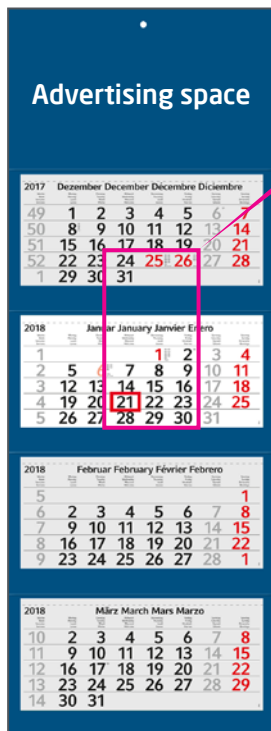 Advertising space
2017 Dezember December Décembre Diciembre
49 1 2 3 4 5 6 7
50 8 9 10 11 12 13 14
51 15 16 17 18 19 20 21
52 22 23 24 25 26 27 28
1 29 30 31
2018 Januar January Janvier Enero
1 1 2 3 4
2 5 6 7 8 9 10 11
3 12 13 14 15 16 17 18
4 19 20 21 22 23 24 25
5 26 27 28 29 30 31
2018 Februar February Février Febrero
5 1
6 2 3 4 5 6 7 8
7 9 10 11 12 13 14 15
8 16 17 18 19 20 21 22
9 23 24 25 26 27 28 1
2018 März March Mars Marzo
10 2 3 4 5 6 7 8
11 9 10 11 12 13 14 15
12 16 17 18 19 20 21 22
13 23 24 25 26 27 28 29
14 30 31